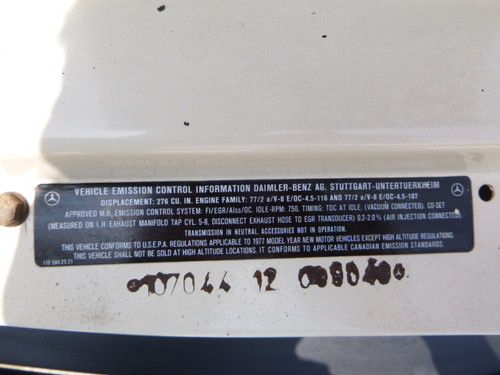 VEHICLE EMISSION CONTROL INFORMATION DAIMLER-BENZ AG. STUTTGART-UNTERTUERKHEIM
DISPLACEMENT: 276 CU. IN. ENGINE FAMILY: 77/2 a/V-8 E/OC-4.5-116 AND 77/2 a/V-8 E/OC-4.5-107
APPROVED M.B. EMISSION CONTROL SYSTEM: FI/EGR/AIss/OC IDLE-RPM: 750, TIMING: TDC AT IDLE. (VACUUM CONNECTED). CO-SET
(MEASURED ON L.H. EXHAUST MANIFOLD TAP CYL 5-8, DISCONNECT EXHAUST HOSE TO EGR TRANSDUCER) 0.2-2.0% (AIR INJECTION CONNECTED)
TRANSMISSION IN NEUTRAL ACCESSORIES NOT IN OPERATION
THIS VEHICLE CONFORMS TO U.S.E.P.A. REGULATIONS APPLICABLE TO 1977 MODEL YEAR NEW MOTOR VEHICLES EXCEPT HIGH ALTITUDE REGULATIONS
THIS VEHICLE SHALL NOT BE SOLD AT HIGH ALTITUDE LOCATIONS. IT CONFORMS TO APPLICABLE CANADIAN EMISSION STANDARDS.
107044 12